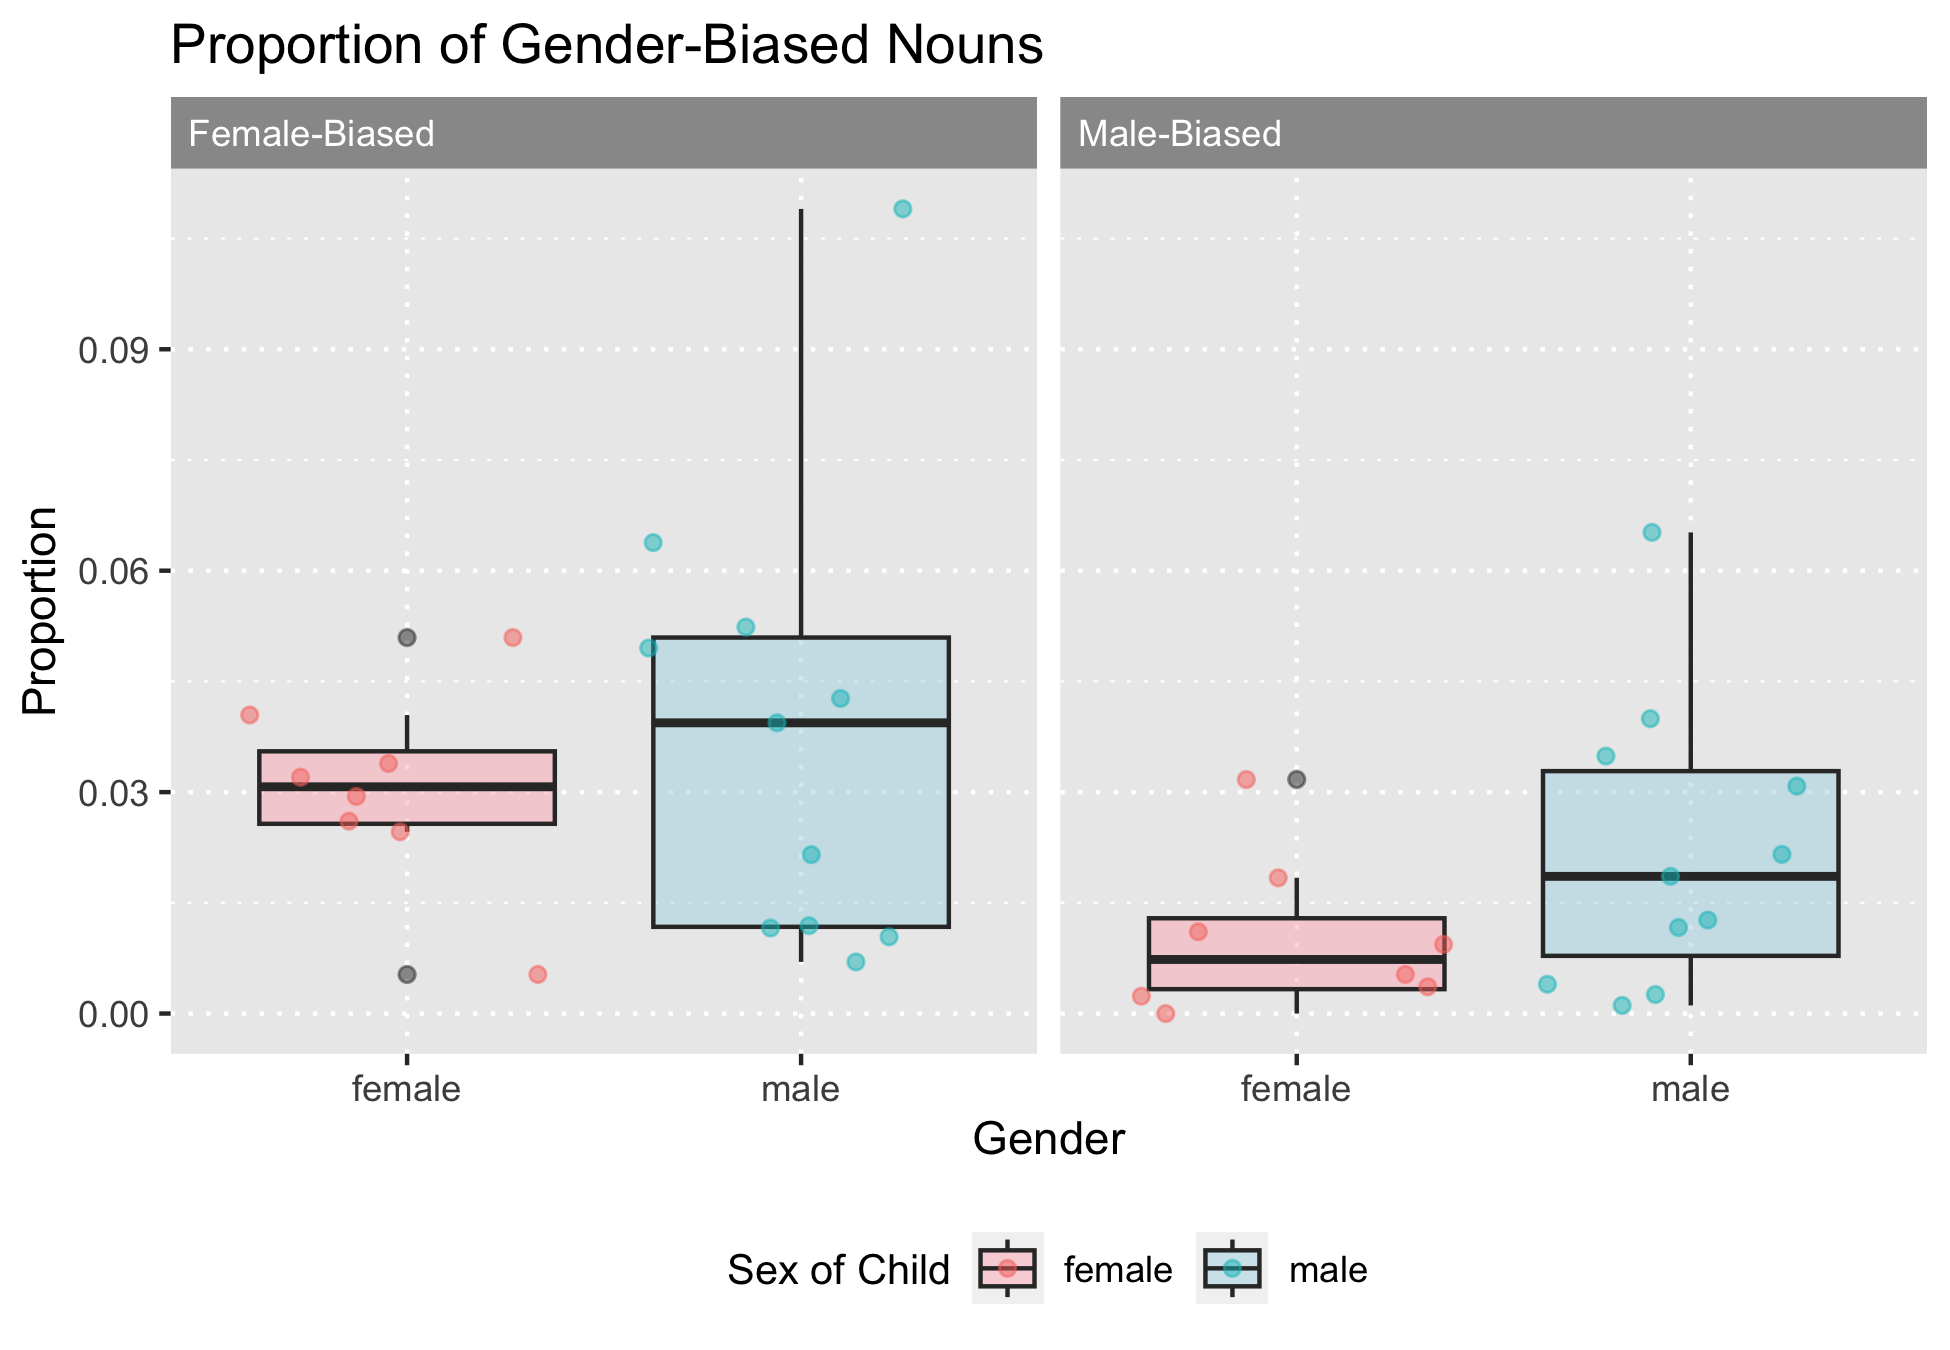 Proportion of Gender-Biased Nouns
Female-Biased
Male-Biased
Proportion
0.09
0.06
0.03
0.00
female
male
female
male
Gender
Sex of Child
female
male